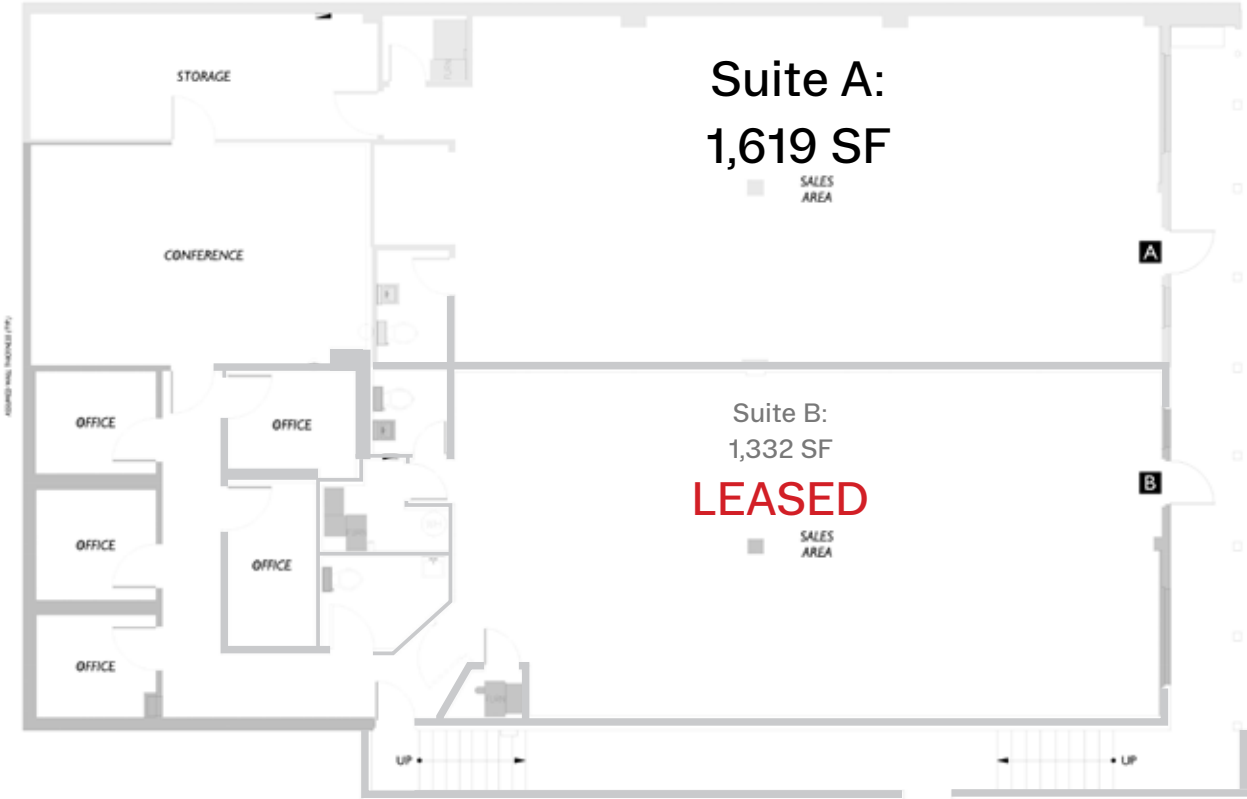 Suite A:
1,619 SF
STORAGE
SALES
AREA
CONFERENCE
A
Suite B:
1,332 SF
LEASED
OFFICE
OFFICE
B
SALES
AREA
OFFICE
OFFICE
OFFICE
UP
UP